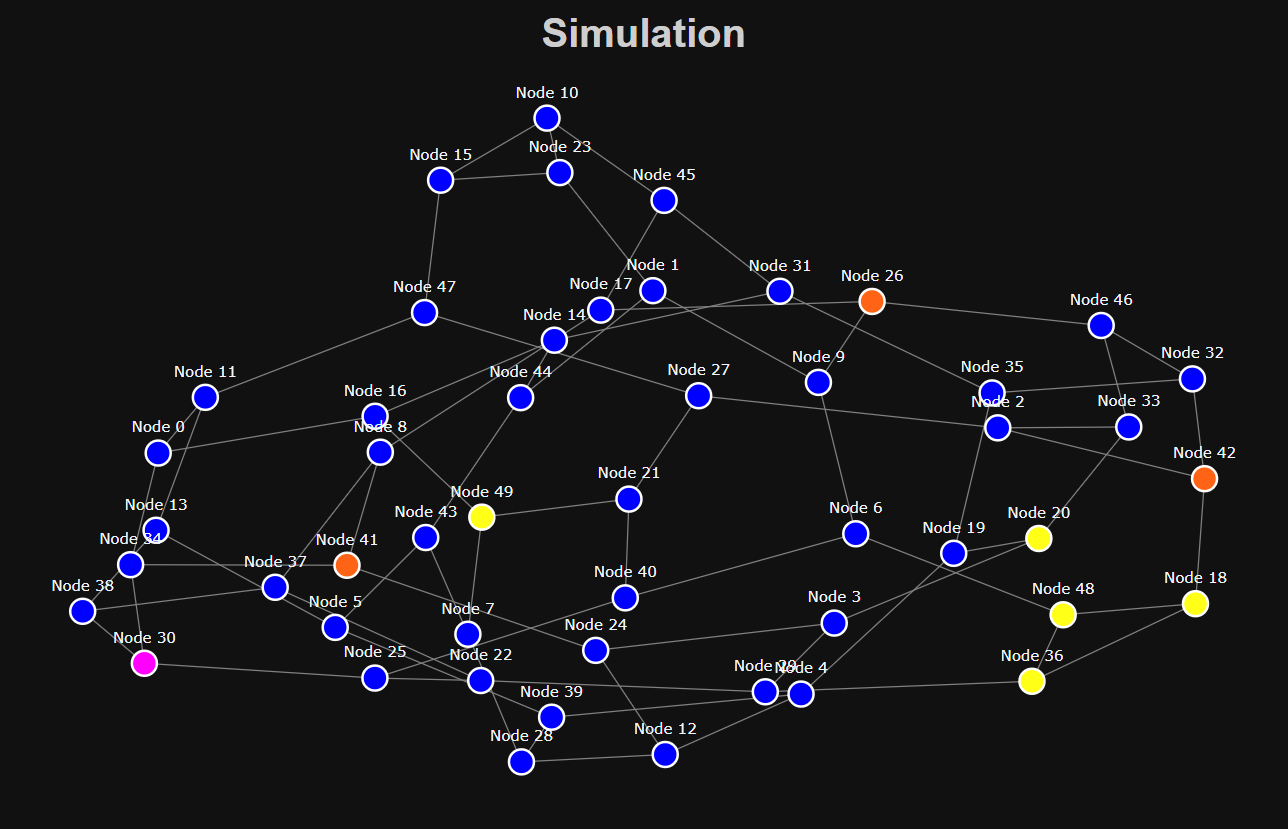 Simulation
Node 10
Node 23
Node 15
Node 45
Node 1
Node 31
Node 26
Node 17
Node 47
Node 14
Node 46
Node 9
Node 32
Node 35
Node 27
Node 44
Node 11
Node 16
Node 2
Node 33
Node 0
Node 8
Node 42
Node 21
Node 49
Node 13
Node 43
Node 6
Node 20
Node 19
Node 34
Node 41
Node 37
Node 40
Node 18
Node 38
Node 48
Node 3
Node 5
Node 7
Node 24
Node 30
Node 25
Node 22
Node 36
Node 29
Node 4
Node 39
Node 12
Node 28